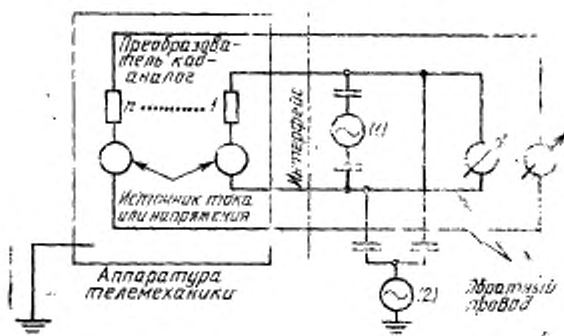 Преобразова-
тель код-
аналог
n 1
Интерфейс
(1)
Источник тока
или напряжения
Аппаратура
телемеханики
(2)
Обратный
провод